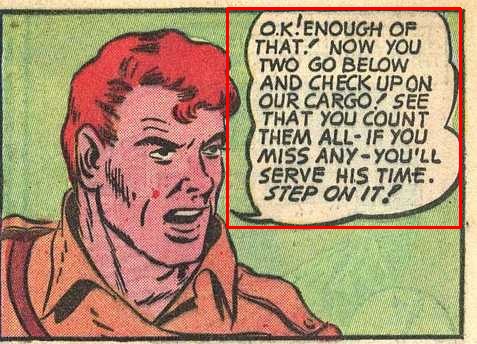 O.K! ENOUGH OF
THAT! NOW YOU
TWO GO BELOW
AND CHECK UP ON
OUR CARGO! SEE
THAT YOU COUNT
THEM ALL- IF YOU
MISS ANY-YOU'LL
SERVE HIS TIME.
STEP ON IT!